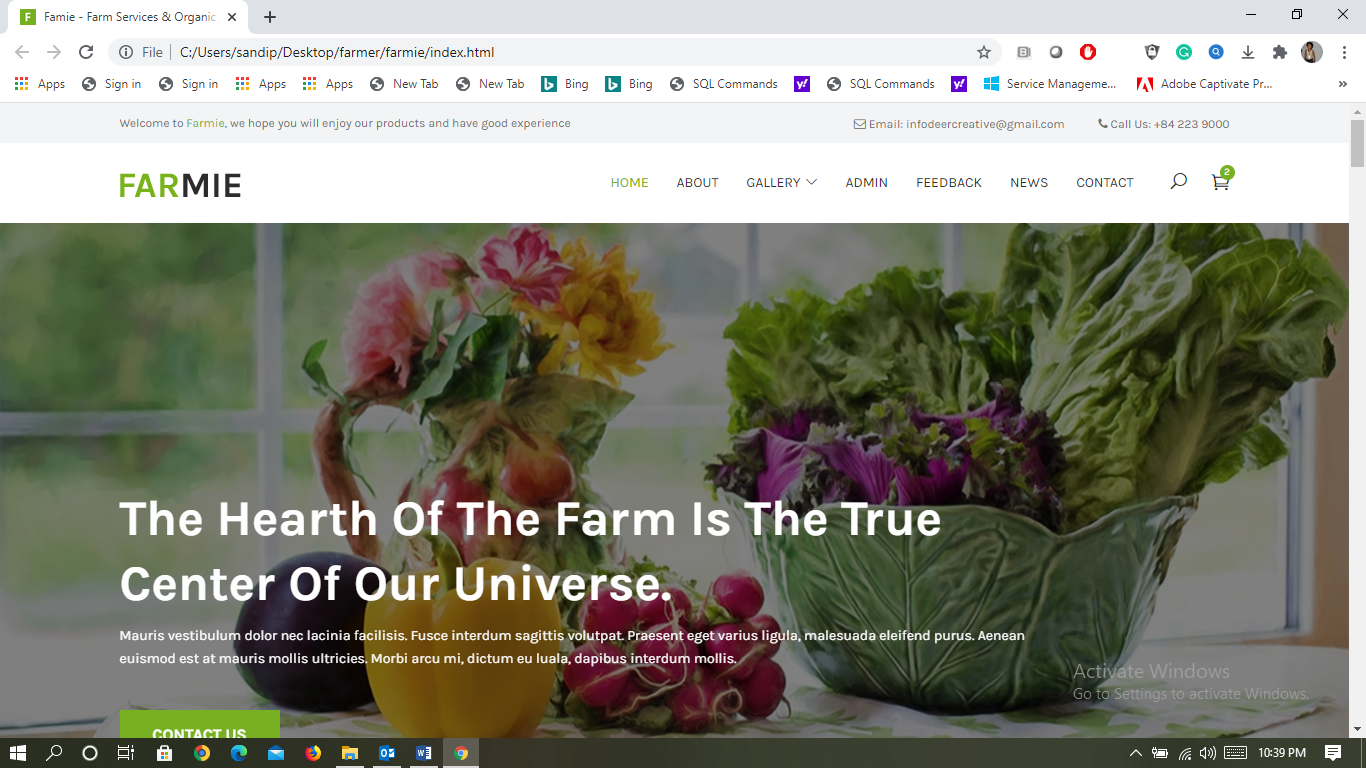 F Famie - Farm Services & Organic
File C:/Users/sandip/Desktop/farmer/farmie/index.html
Apps Sign in Sign in Apps Apps New Tab New Tab Bing Bing SQL Commands y! SQL Commands y! Service Manageme... Adobe Captivate Pr... »
Welcome to Farmie, we hope you will enjoy our products and have good experience Email: infodeercreative@gmail.com Call Us: +84 223 9000
FARMIE HOME ABOUT GALLERY ADMIN FEEDBACK NEWS CONTACT 2
The Hearth Of The Farm Is The True
Center Of Our Universe.
Mauris vestibulum dolor nec lacinia facilisis. Fusce interdum sagittis volutpat. Praesent eget varius ligula, malesuada eleifend purus. Aenean
euismod est at mauris mollis ultricies. Morbi arcu mi, dictum eu luala, dapibus interdum mollis.
Activate Windows
Go to Settings to activate Windows.
CONTACT US
10:39 PM